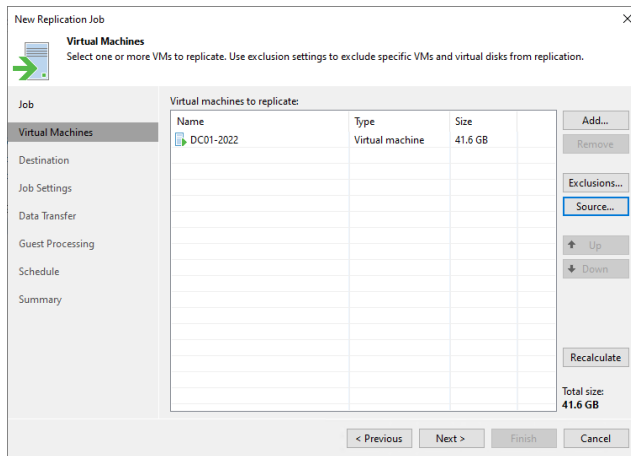 New Replication Job
Virtual Machines
Select one or more VMs to replicate. Use exclusion settings to exclude specific VMs and virtual disks from replication.
Job
Virtual Machines
Destination
Job Settings
Data Transfer
Guest Processing
Schedule
Summary
Virtual machines to replicate:
Name Type Size
DC01-2022 Virtual machine 41.6 GB
Add...
Remove
Exclusions...
Source...
Up
Down
Recalculate
Total size:
41.6 GB
< Previous Next > Finish Cancel